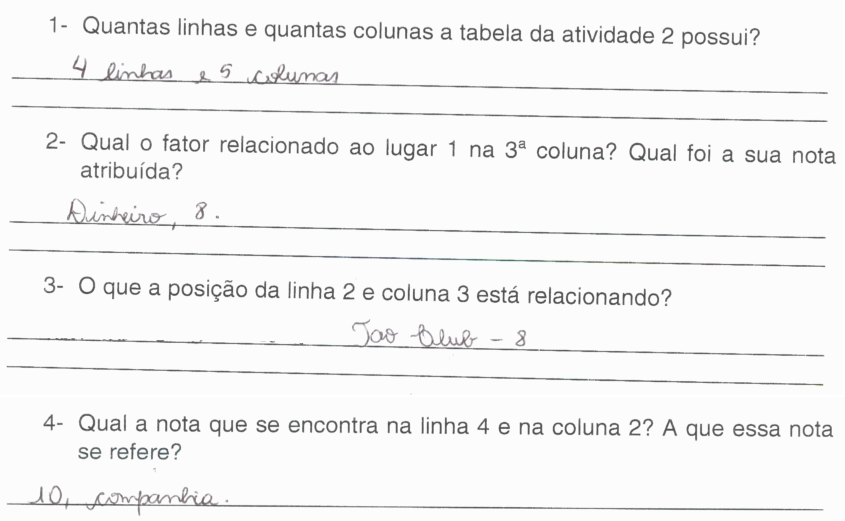 1- Quantas linhas e quantas colunas a tabela da atividade 2 possui?
4 linhas e 5 colunas
2- Qual o fator relacionado ao lugar 1 na 3ª coluna? Qual foi a sua nota
atribuída?
Dinheiro, 8.
3- O que a posição da linha 2 e coluna 3 está relacionando?
Tao Club - 8
4- Qual a nota que se encontra na linha 4 e na coluna 2? A que essa nota
se refere?
10, companhia.